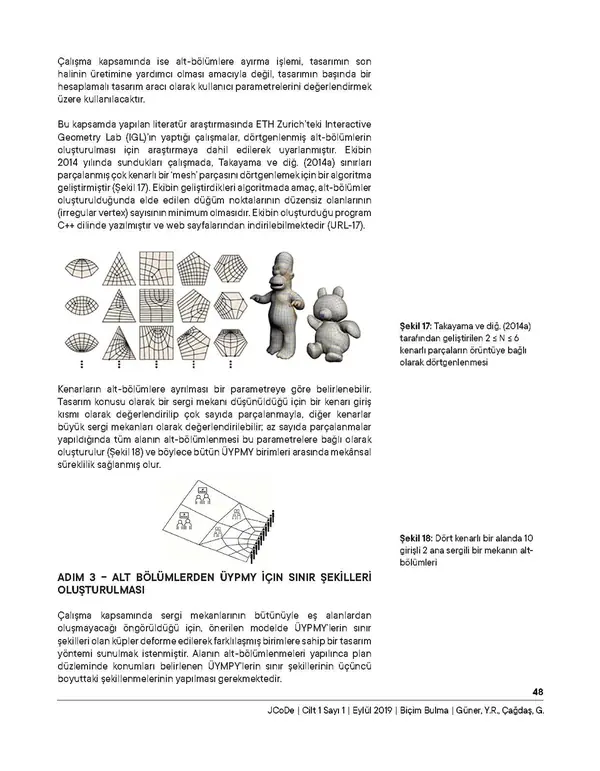 Çalışma kapsamında ise alt-bölümlere ayırma işlemi, tasarımın son
halinin üretimine yardımcı olması amacıyla değil, tasarımın başında bir
hesaplamalı tasarım aracı olarak kullanıcı parametrelerini değerlendirmek
üzere kullanılacaktır.
Bu kapsamda yapılan literatür araştırmasında ETH Zurich'teki Interactive
Geometry Lab (IGL)'ın yaptığı çalışmalar, dörtgenlenmiş alt-bölümlerin
oluşturulması için araştırmaya dahil edilerek uyarlanmıştır. Ekibin
2014 yılında sundukları çalışmada, Takayama ve diğ. (2014a) sınırları
parçalanmış çok kenarlı bir 'mesh' parçasını dörtgenlemek için bir algoritma
geliştirmiştir (Şekil 17). Ekibin geliştirdikleri algoritmada amaç, alt-bölümler
oluşturulduğunda elde edilen düğüm noktalarının düzensiz olanlarının
(irregular vertex) sayısının minimum olmasıdır. Ekibin oluşturduğu program
C++ dilinde yazılmıştır ve web sayfalarından indirilebilmektedir (URL-17).
Şekil 17: Takayama ve diğ. (2014a)
tarafından geliştirilen 2 ≤ N ≤ 6
kenarlı parçaların örüntüye bağlı
olarak dörtgenlenmesi
Kenarların alt-bölümlere ayrılması bir parametreye göre belirlenebilir.
Tasarım konusu olarak bir sergi mekanı düşünüldüğü için bir kenarı giriş
kısmı olarak değerlendirilip çok sayıda parçalanmayla, diğer kenarlar
büyük sergi mekanları olarak değerlendirilebilir; az sayıda parçalanmalar
yapıldığında tüm alanın alt-bölümlenmesi bu parametrelere bağlı olarak
oluşturulur (Şekil 18) ve böylece bütün ÜYPMY birimleri arasında mekânsal
süreklilik sağlanmış olur.
Şekil 18: Dört kenarlı bir alanda 10
girişli 2 ana sergili bir mekanın alt-
bölümleri
ADIM 3 – ALT BÖLÜMLERDEN ÜYPMY İÇİN SINIR ŞEKİLLERİ
OLUŞTURULMASI
Çalışma kapsamında sergi mekanlarının bütünüyle eş alanlardan
oluşmayacağı öngörüldüğü için, önerilen modelde ÜYPMY'lerin sınır
şekilleri olan küpler deforme edilerek farklılaşmış birimlere sahip bir tasarım
yöntemi sunulmak istenmiştir. Alanın alt-bölümlenmeleri yapılınca plan
düzleminde konumları belirlenen ÜYMPY'lerin sınır şekillerinin üçüncü
boyuttaki şekillenmelerinin yapılması gerekmektedir.
48
JCoDe | Cilt 1 Sayı 1 | Eylül 2019 | Biçim Bulma | Güner, Y.R., Çağdaş, G.